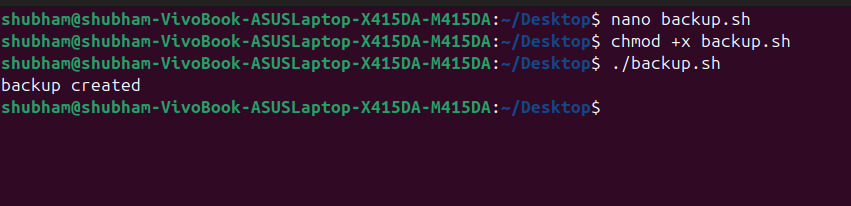 shubham@shubham-VivoBook-ASUSLaptop-X415DA-M415DA:~/Desktop$ nano backup.sh
shubham@shubham-VivoBook-ASUSLaptop-X415DA-M415DA:~/Desktop$ chmod +x backup.sh
shubham@shubham-VivoBook-ASUSLaptop-X415DA-M415DA:~/Desktop$ ./backup.sh
backup created
shubham@shubham-VivoBook-ASUSLaptop-X415DA-M415DA:~/Desktop$